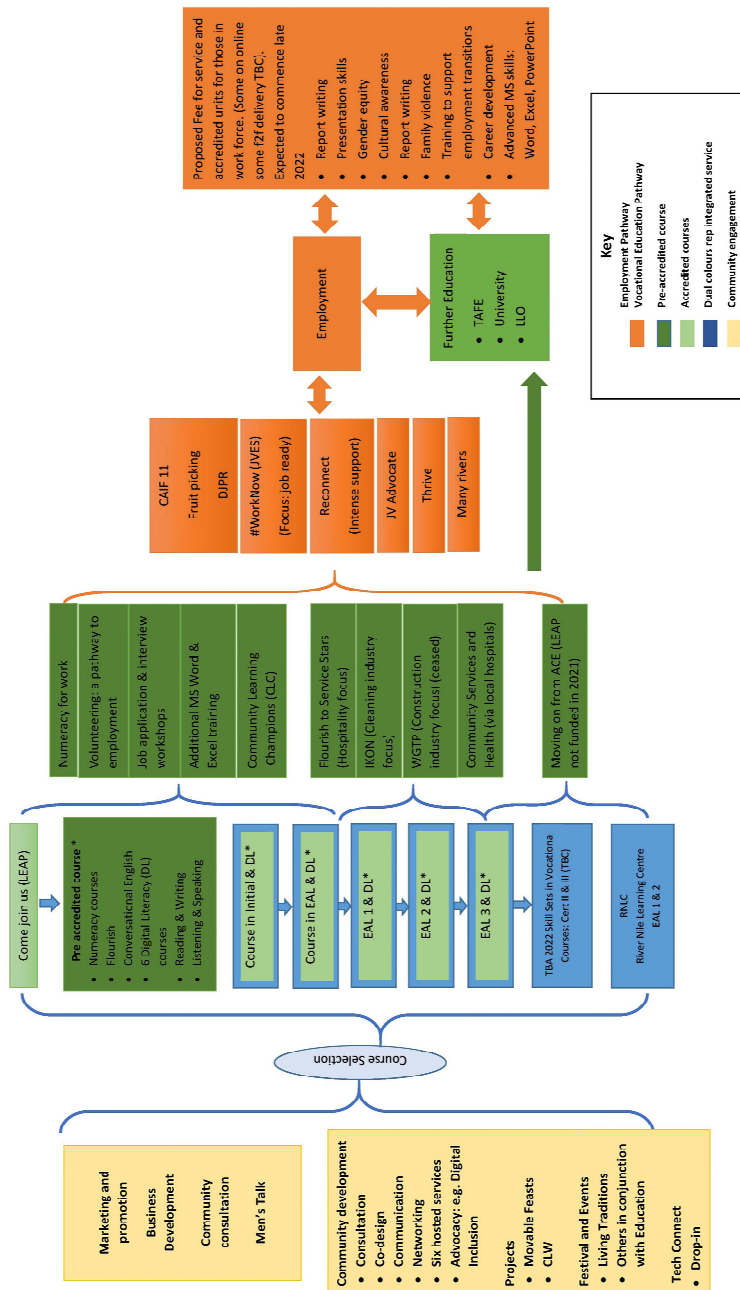 Marketing and
promotion
Business
Development
Community
consultation
Men's Talk
Community development
• Consultation
• Co-design
• Communication
• Networking
• Six hosted services
• Advocacy: e.g. Digital
Inclusion
Projects
• Movable Feasts
• CLW
Festival and Events
• Living Traditions
• Others in conjunction
with Education
Tech Connect
• Drop-in
Course Selection
Come join us (LEAP)
Pre accredited course *
• Numeracy courses
• Flourish
• Conversational English
• 6 Digital Literacy (DL)
courses
• Reading & Writing
• Listening & Speaking
Course in Initial & DL*
Course in EAL & DL*
EAL 1 & DL*
EAL 2 & DL*
EAL 3 & DL*
TBA 2022 Skill Sets in Vocationa
Courses: Cert II & III (TBC)
RNLC
River Nile Learning Centre
EAL 1 & 2
Numeracy for work
Volunteering: a pathway to
employment
Job application & interview
workshops
Additional MS Word &
Excel training
Community Learning
Champions (CLC)
Flourish to Service Stars
(Hospitality focus)
IKON (Cleaning industry
focus)
WGTP (Construction
industry focus) (ceased)
Community Services and
Health (via local hospitals)
Moving on from ACE (LEAP
not funded in 2021)
CAIF 11
Fruit picking
DJPR
#WorkNow (JVES)
(Focus: job ready)
Reconnect
(Intense support)
JV Advocate
Thrive
Many rivers
Employment
Further Education
• TAFE
• University
• LLO
Proposed Fee for service and
accredited units for those in
work force. (Some on online
some f2f delivery TBC).
Expected to commence late
2022
• Report writing
• Presentation skills
• Gender equity
• Cultural awareness
• Report writing
• Family violence
• Training to support
employment transitions
• Career development
• Advanced MS skills:
Word, Excel, PowerPoint
Key
Employment Pathway
Vocational Education Pathway
Pre-accredited course
Accredited courses
Dual colours rep integrated service
Community engagement